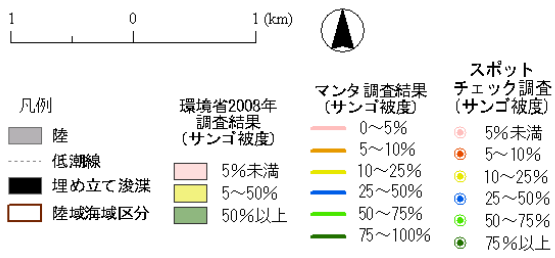 1 0 1 (km)
凡例
陸
低潮線
埋め立て浚渫
陸域海域区分
環境省2008年
調査結果
(サンゴ被度)
5%未満
5～50%
50%以上
マンタ調査結果
(サンゴ被度)
0～5%
5～10%
10～25%
25～50%
50～75%
75～100%
スポット
チェック調査
(サンゴ被度)
5%未満
5～10%
10～25%
25～50%
50～75%
75%以上